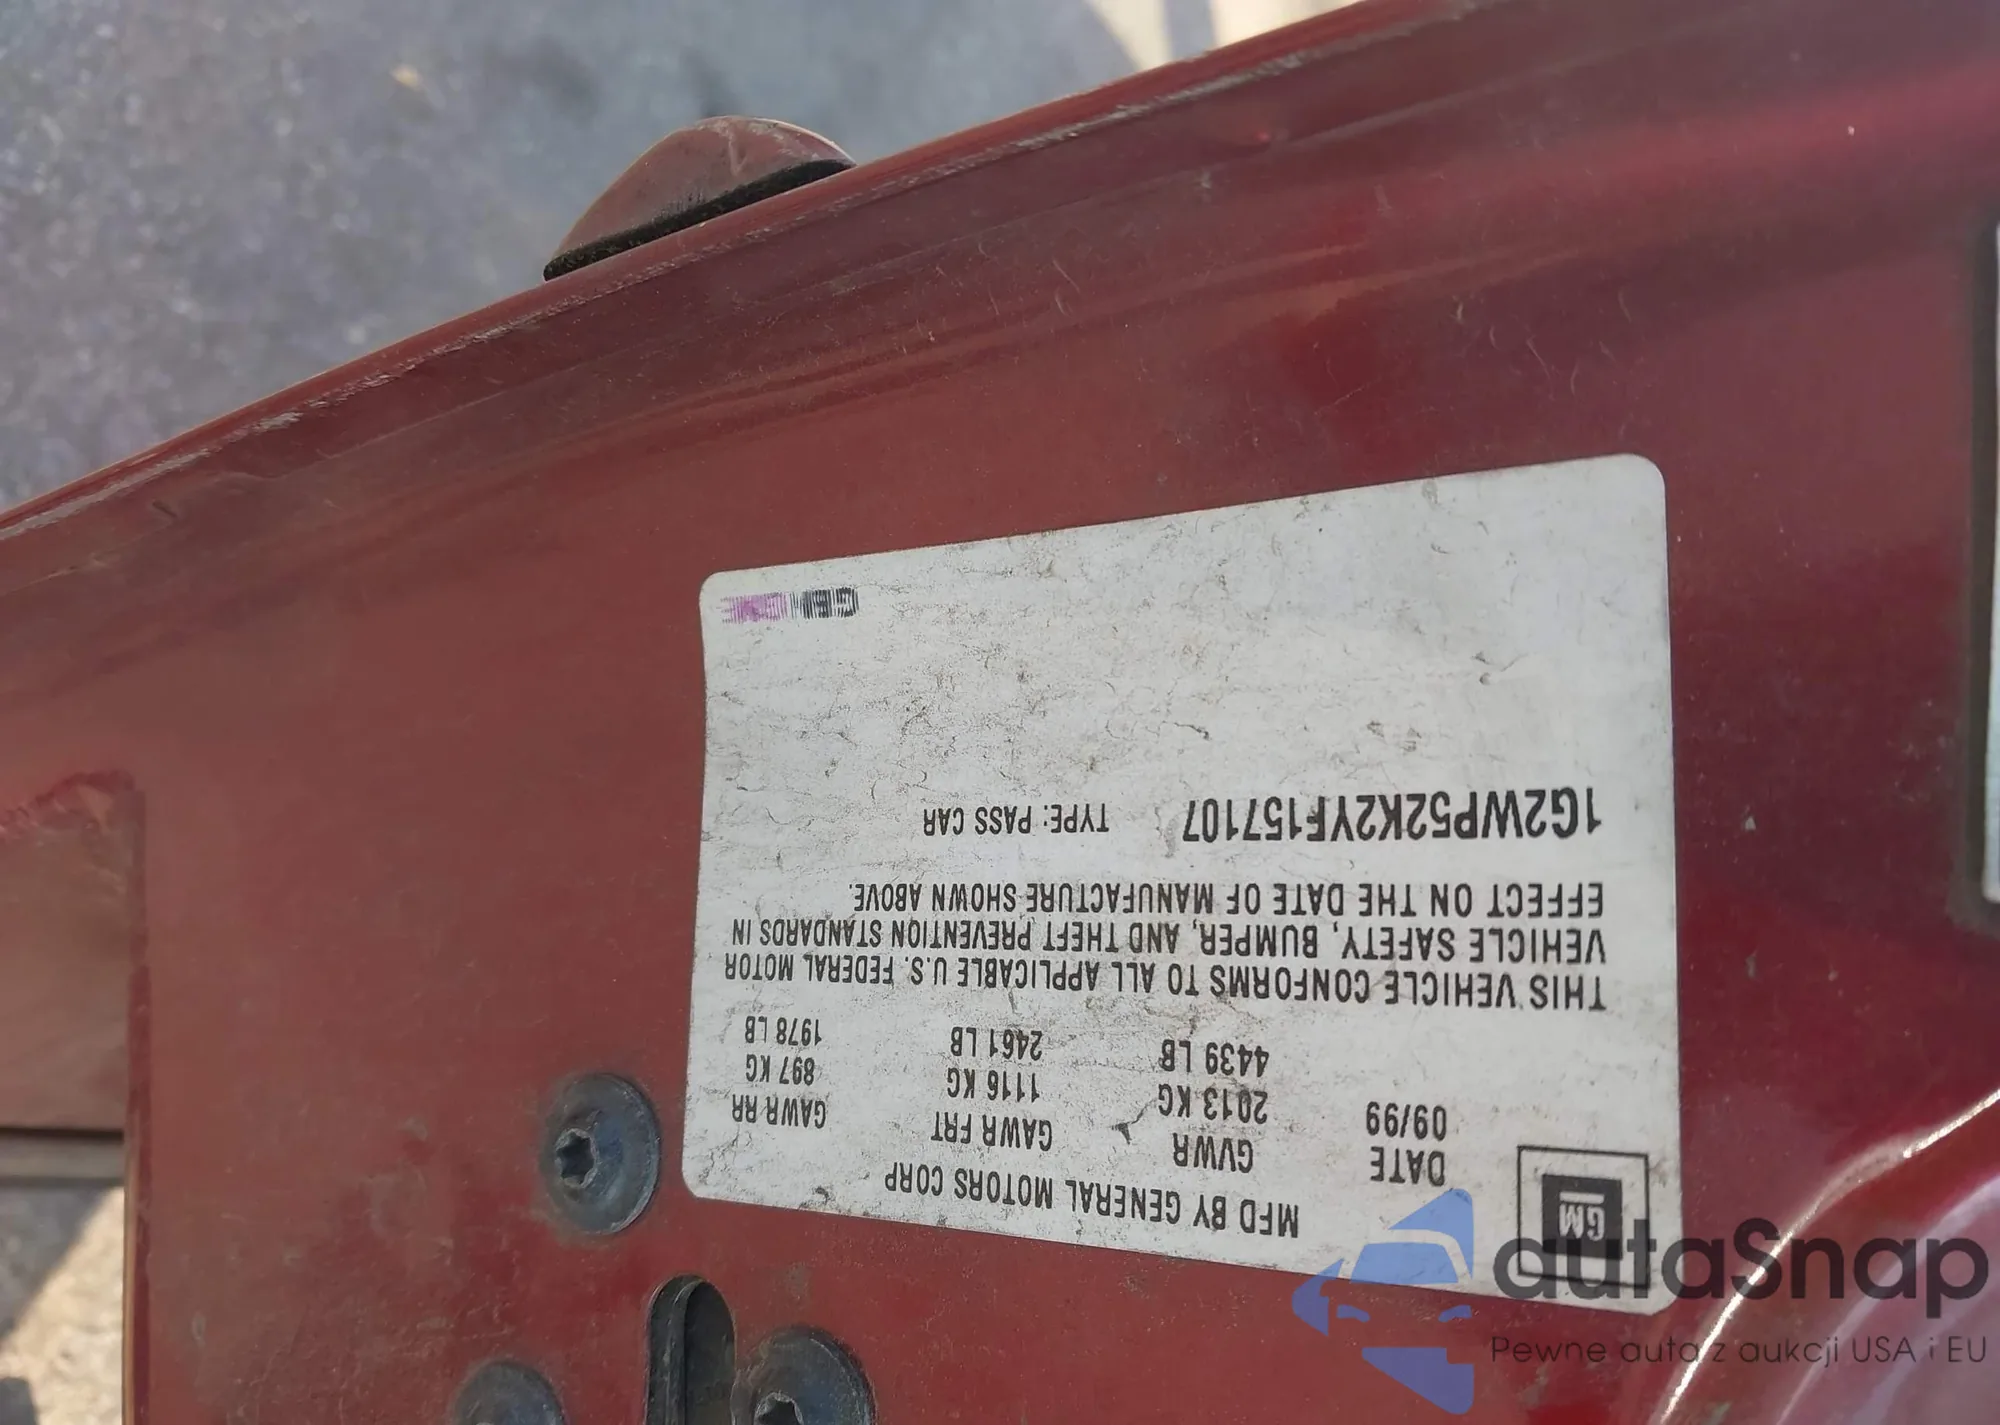 GM
MFD BY GENERAL MOTORS CORP
DATE GVWR GAWR FRT GAWR RR
09/99 2013 KG 1116 KG 897 KG
4439 LB 2461 LB 1978 LB
THIS VEHICLE CONFORMS TO ALL APPLICABLE U.S. FEDERAL MOTOR
VEHICLE SAFETY, BUMPER, AND THEFT PREVENTION STANDARDS IN
EFFECT ON THE DATE OF MANUFACTURE SHOWN ABOVE.
1G2WP52K2YF157107 TYPE: PASS CAR
autaSnap
Pewne auta z aukcji USA i EU